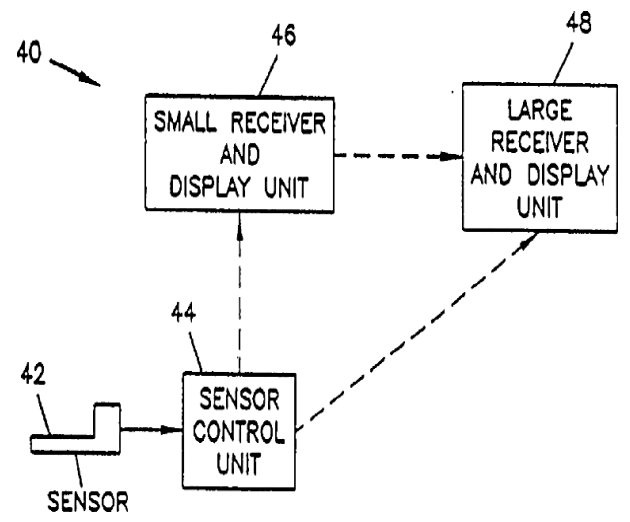 40
46
SMALL RECEIVER
AND
DISPLAY UNIT
48
LARGE
RECEIVER
AND DISPLAY
UNIT
44
SENSOR
CONTROL
UNIT
42
SENSOR